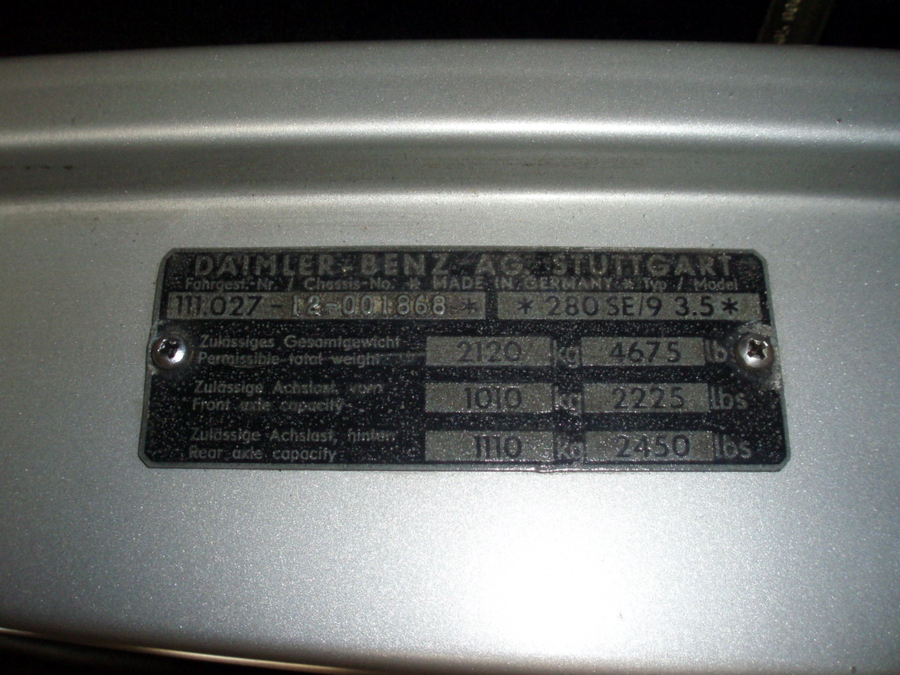 DAIMLER-BENZ AG. STUTTGART
Fahrgest.-Nr / Chassis-No. * MADE IN GERMANY * Typ / Model
111.027-12-001868 * * 280 SE/9 3.5 *
Zulässiges Gesamtgewicht
Permissible total weight 2120 kg 4675 lbs
Zulässige Achslast, vorn
Front axle capacity 1010 kg 2225 lbs
Zulässige Achslast, hinten
Rear axle capacity 1110 kg 2450 lbs